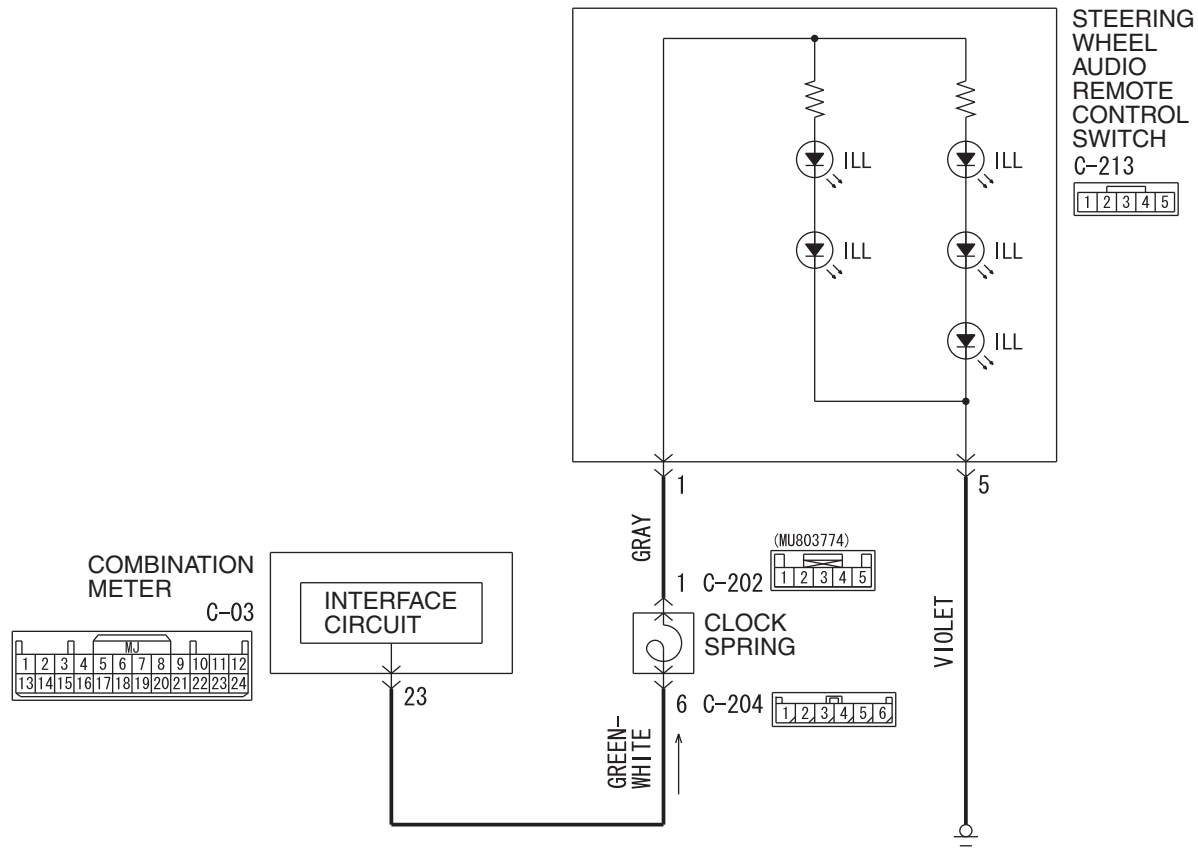 STEERING
WHEEL
AUDIO
REMOTE
CONTROL
SWITCH
C-213
1 2 3 4 5
ILL
ILL
ILL
ILL
ILL
1
5
GRAY
(MU803774)
1 C-202
1 2 3 4 5
CLOCK
SPRING
VIOLET
6 C-204
1 2 3 4 5 6
GREEN-
WHITE
COMBINATION
METER
C-03
INTERFACE
CIRCUIT
MJ
1 2 3 4 5 6 7 8 9 10 11 12
13 14 15 16 17 18 19 20 21 22 23 24
23